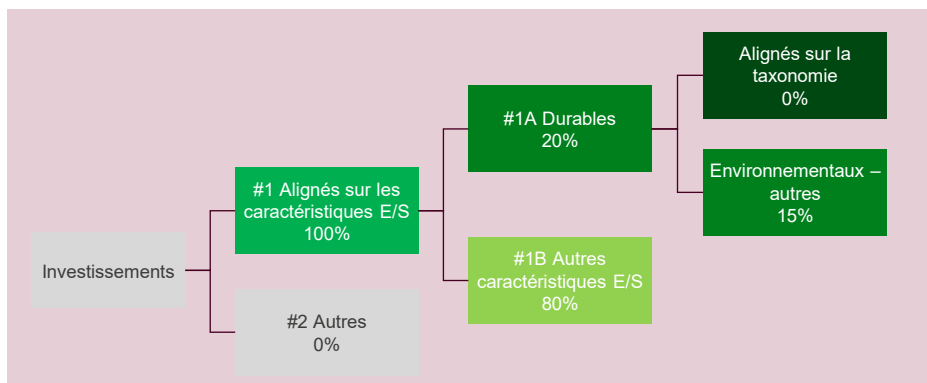 Investissements
#1 Alignés sur les
caractéristiques E/S
100%
#2 Autres
0%
#1A Durables
20%
#1B Autres
caractéristiques E/S
80%
Alignés sur la
taxonomie
0%
Environnementaux –
autres
15%